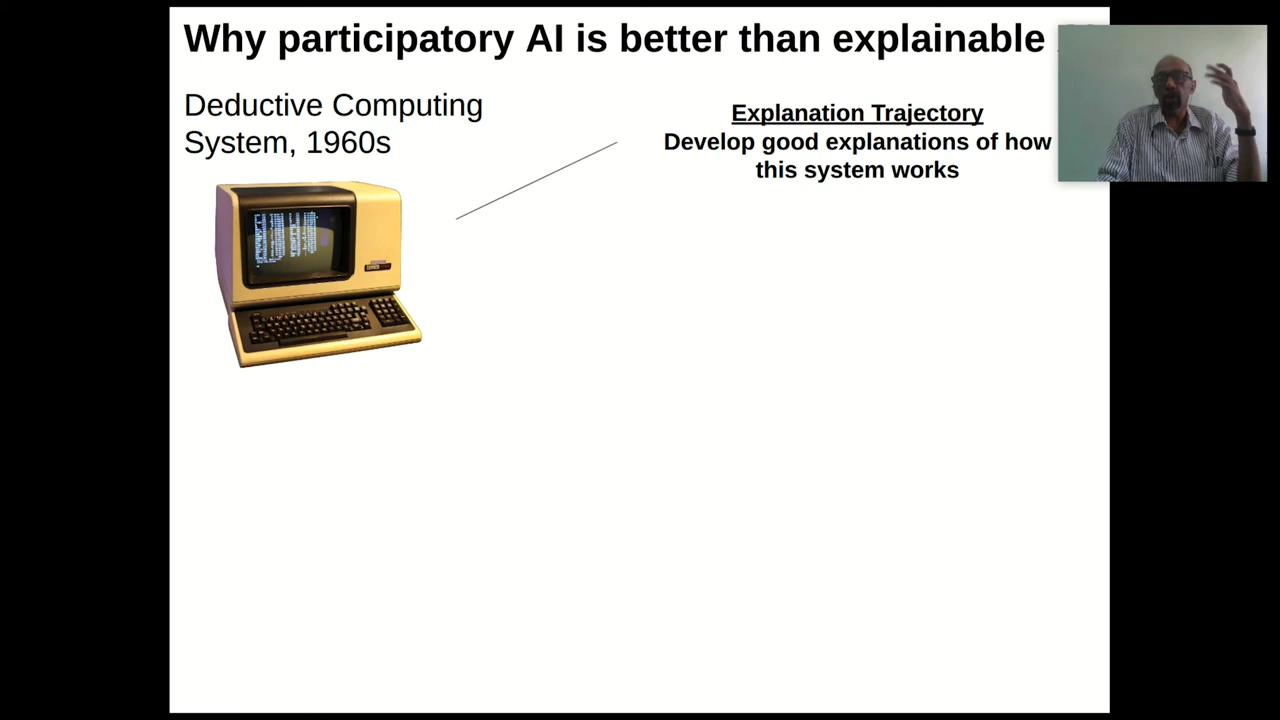 Why participatory AI is better than explainable
Deductive Computing
System, 1960s
Explanation Trajectory
Develop good explanations of how
this system works